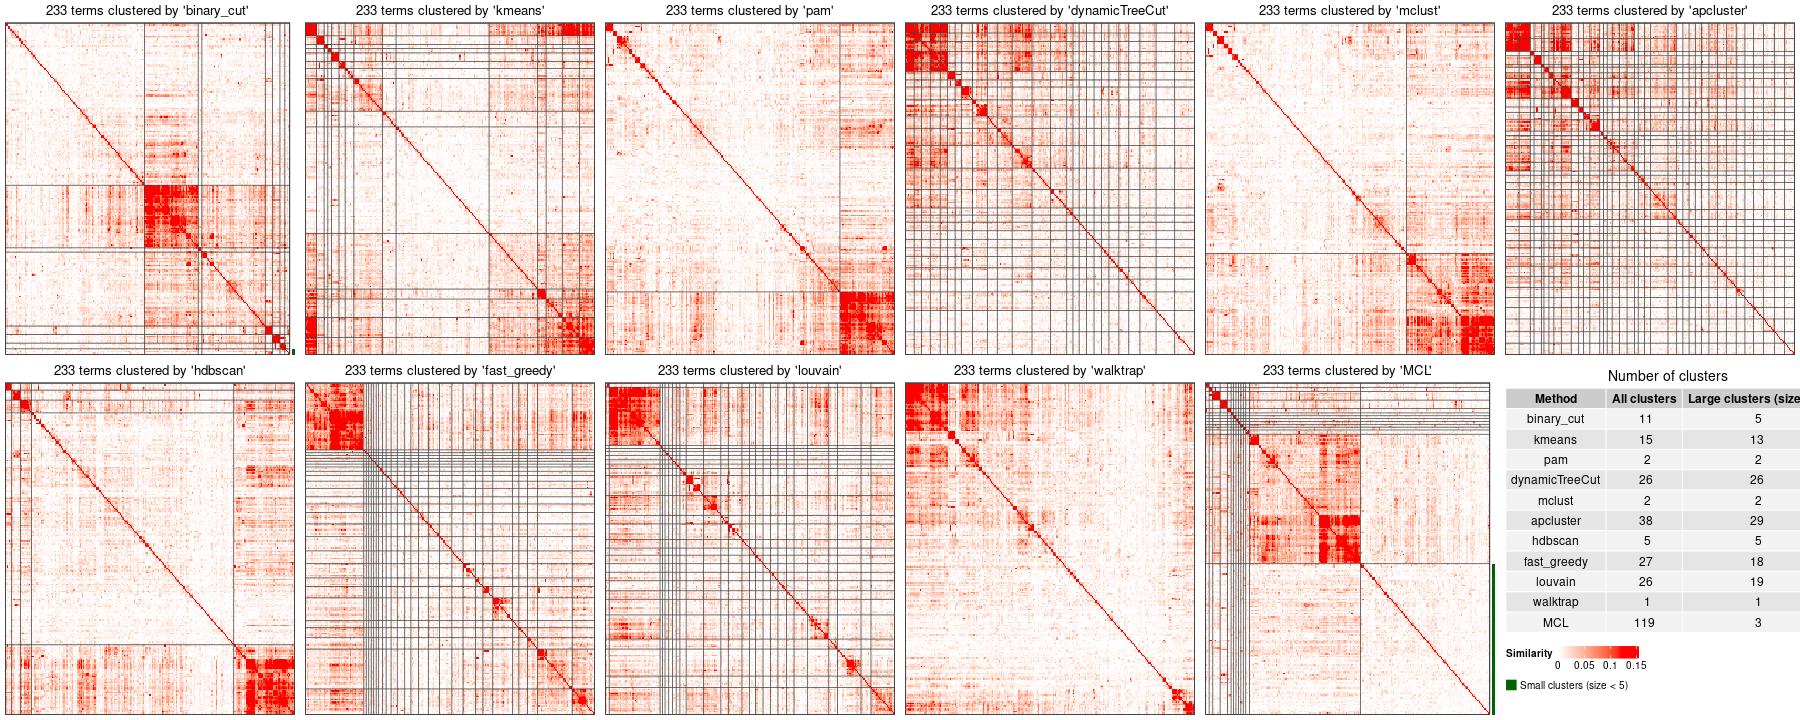 233 terms clustered by 'binary_cut'
233 terms clustered by 'kmeans'
233 terms clustered by 'pam'
233 terms clustered by 'dynamicTreeCut'
233 terms clustered by 'mclust'
233 terms clustered by 'apcluster'
233 terms clustered by 'hdbscan'
233 terms clustered by 'fast_greedy'
233 terms clustered by 'louvain'
233 terms clustered by 'walktrap'
233 terms clustered by 'MCL'
Number of clusters
Method All clusters Large clusters (size
binary_cut 11 5
kmeans 15 13
pam 2 2
dynamicTreeCut 26 26
mclust 2 2
apcluster 38 29
hdbscan 5 5
fast_greedy 27 18
louvain 26 19
walktrap 1 1
MCL 119 3
Similarity
0 0.05 0.1 0.15
Small clusters (size < 5)